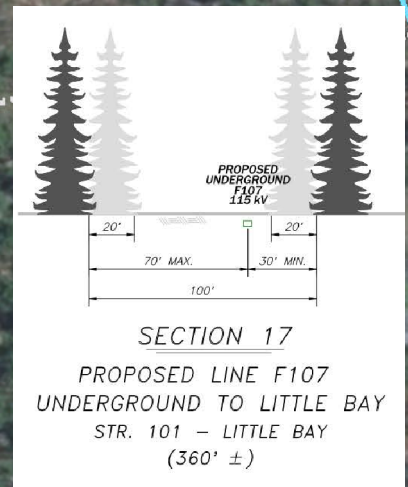 PROPOSED
UNDERGROUND
F107
115 kV
20' 20'
70' MAX. 30' MIN.
100'
SECTION 17
PROPOSED LINE F107
UNDERGROUND TO LITTLE BAY
STR. 101 – LITTLE BAY
(360' ±)